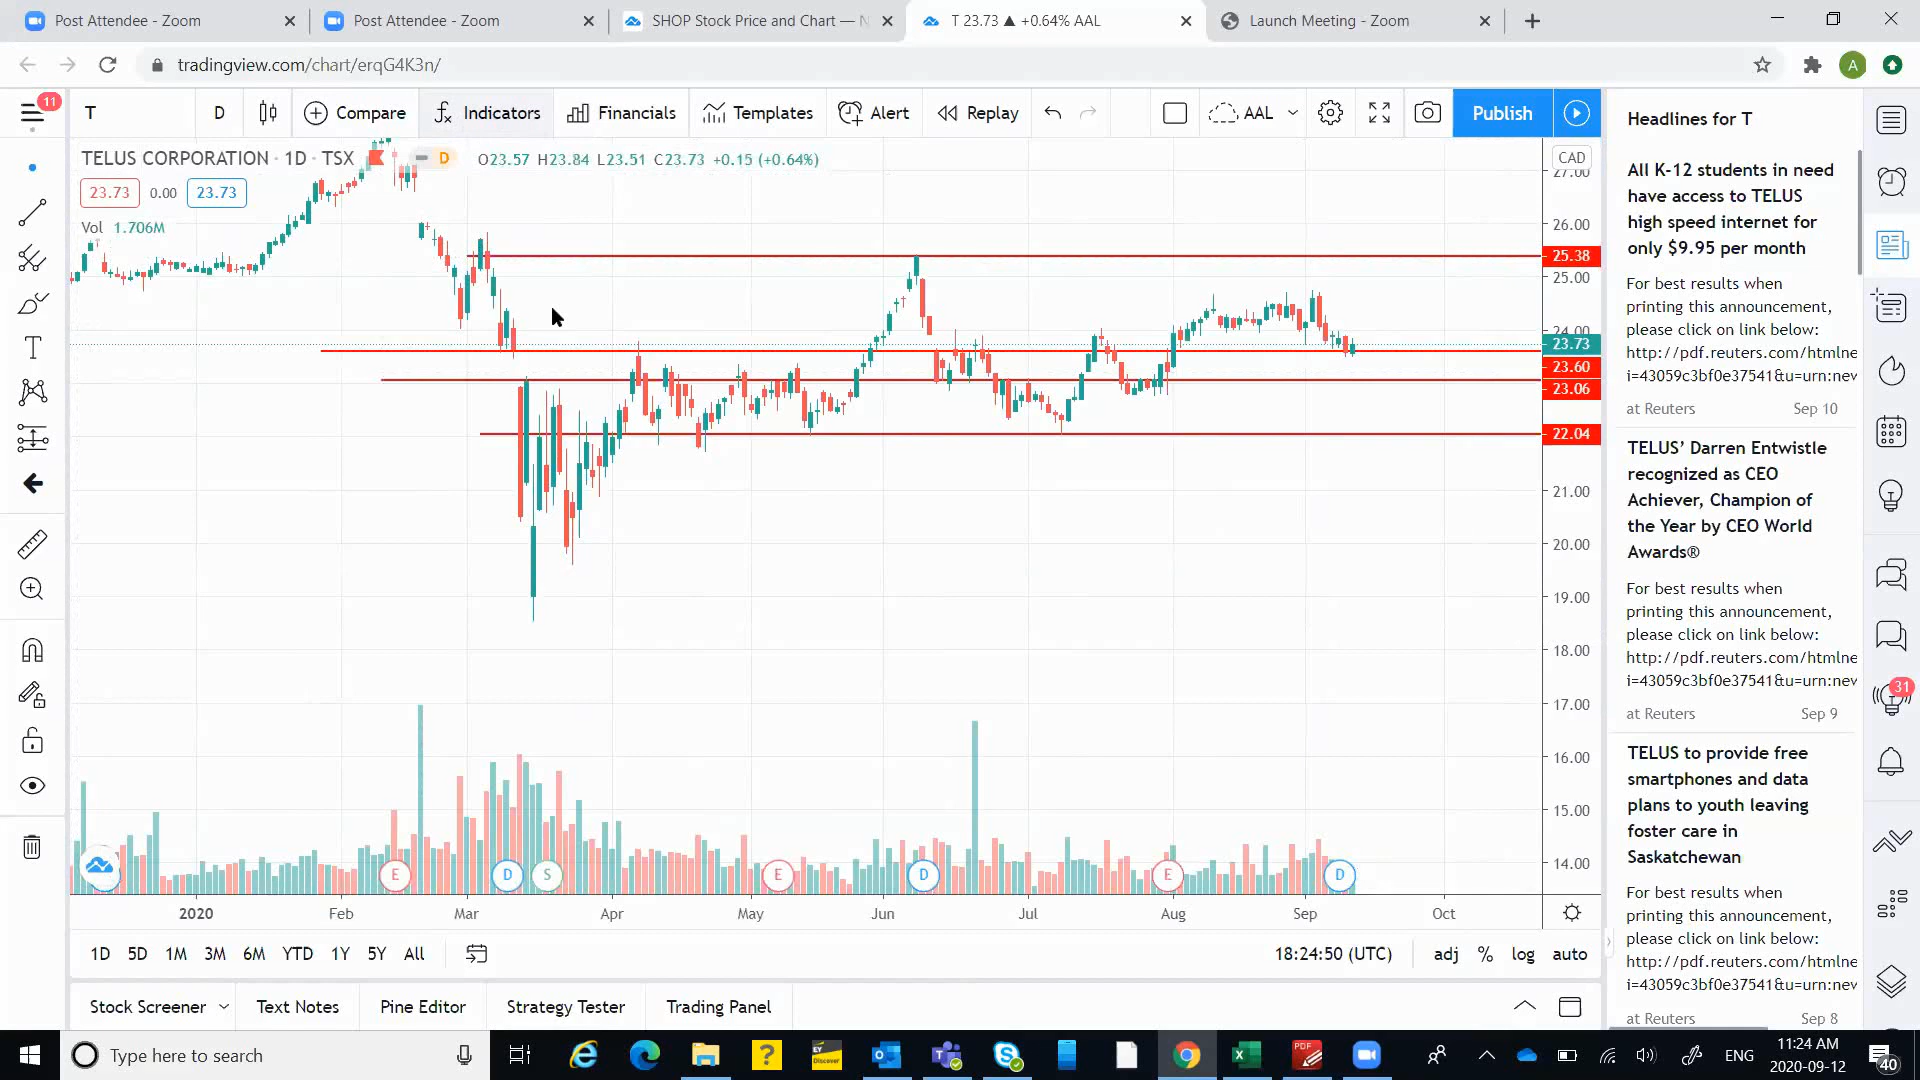 Post Attendee - Zoom
Post Attendee - Zoom
SHOP Stock Price and Chart — N
T 23.73 ▲ +0.64% AAL
Launch Meeting - Zoom
tradingview.com/chart/erqG4K3n/
A
11
T
D
Compare
Indicators
Financials
Templates
Alert
Replay
AAL
Publish
TELUS CORPORATION · 1D · TSX
D
O23.57 H23.84 L23.51 C23.73 +0.15 (+0.64%)
23.73 0.00 23.73
Vol 1.706M
CAD
27.00
26.00
25.38
25.00
24.00
23.73
23.60
23.06
22.04
21.00
20.00
19.00
18.00
17.00
16.00
15.00
14.00
E D S E D E D
2020 Feb Mar Apr May Jun Jul Aug Sep Oct
1D 5D 1M 3M 6M YTD 1Y 5Y All
18:24:50 (UTC)
adj % log auto
Stock Screener
Text Notes
Pine Editor
Strategy Tester
Trading Panel
Headlines for T
All K-12 students in need
have access to TELUS
high speed internet for
only $9.95 per month
For best results when
printing this announcement,
please click on link below:
http://pdf.reuters.com/htmlne
i=43059c3bf0e37541&u=urn:nev
at Reuters Sep 10
TELUS’ Darren Entwistle
recognized as CEO
Achiever, Champion of
the Year by CEO World
Awards®
For best results when
printing this announcement,
please click on link below:
http://pdf.reuters.com/htmlne
i=43059c3bf0e37541&u=urn:nev
at Reuters Sep 9
TELUS to provide free
smartphones and data
plans to youth leaving
foster care in
Saskatchewan
For best results when
printing this announcement,
please click on link below:
http://pdf.reuters.com/htmlne
i=43059c3bf0e37541&u=urn:nev
at Reuters Sep 8
31
Type here to search
EY
Discover
PDF
ENG
11:24 AM
2020-09-12
40